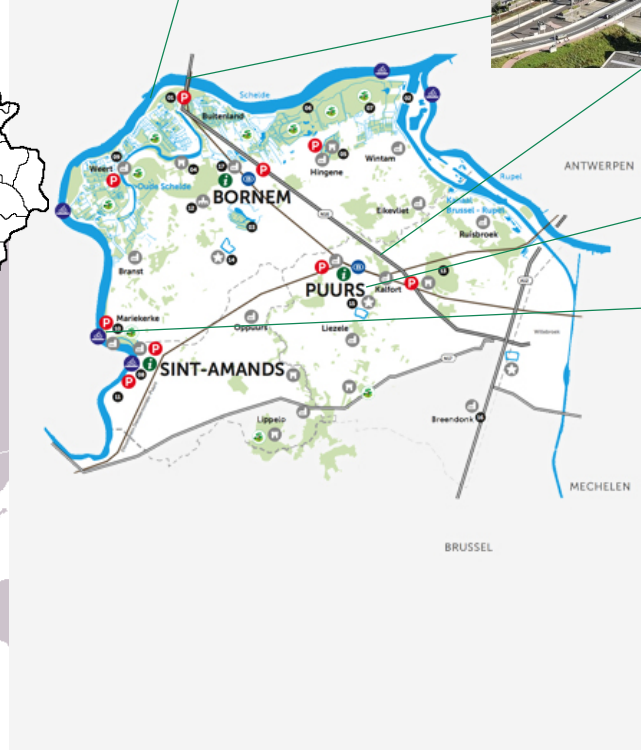 Schelde
Buitenland
ANTWERPEN
Weert
Oude Schelde
Hingene
Wintam
Rupel
BORNEM
Eikevliet
Kanaal
Brussel - Rupel
Ruisbroek
Branst
PUURS
Kalfort
Mariekerke
Oppuurs
Liezele
Willebroek
SINT-AMANDS
Lippelo
Breendonk
MECHELEN
BRUSSEL